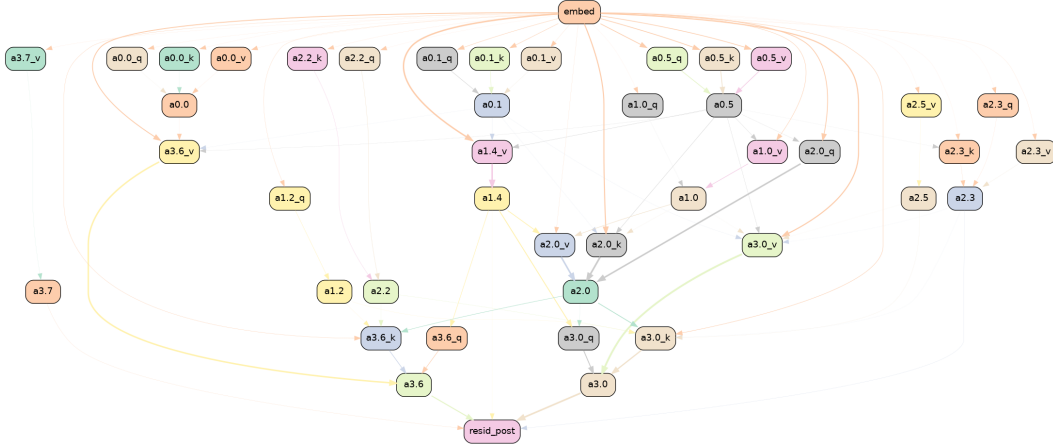 embed
a3.7_v a0.0_q a0.0_k a0.0_v a2.2_k a2.2_q a0.1_q a0.1_k a0.1_v a0.5_q a0.5_k a0.5_v
a0.0 a0.1 a1.0_q a0.5 a2.5_v a2.3_q
a3.6_v a1.4_v a1.0_v a2.0_q a2.3_k a2.3_v
a1.2_q a1.4 a1.0 a2.5 a2.3
a2.0_v a2.0_k a3.0_v
a3.7 a1.2 a2.2 a2.0
a3.6_k a3.6_q a3.0_q a3.0_k
a3.6 a3.0
resid_post